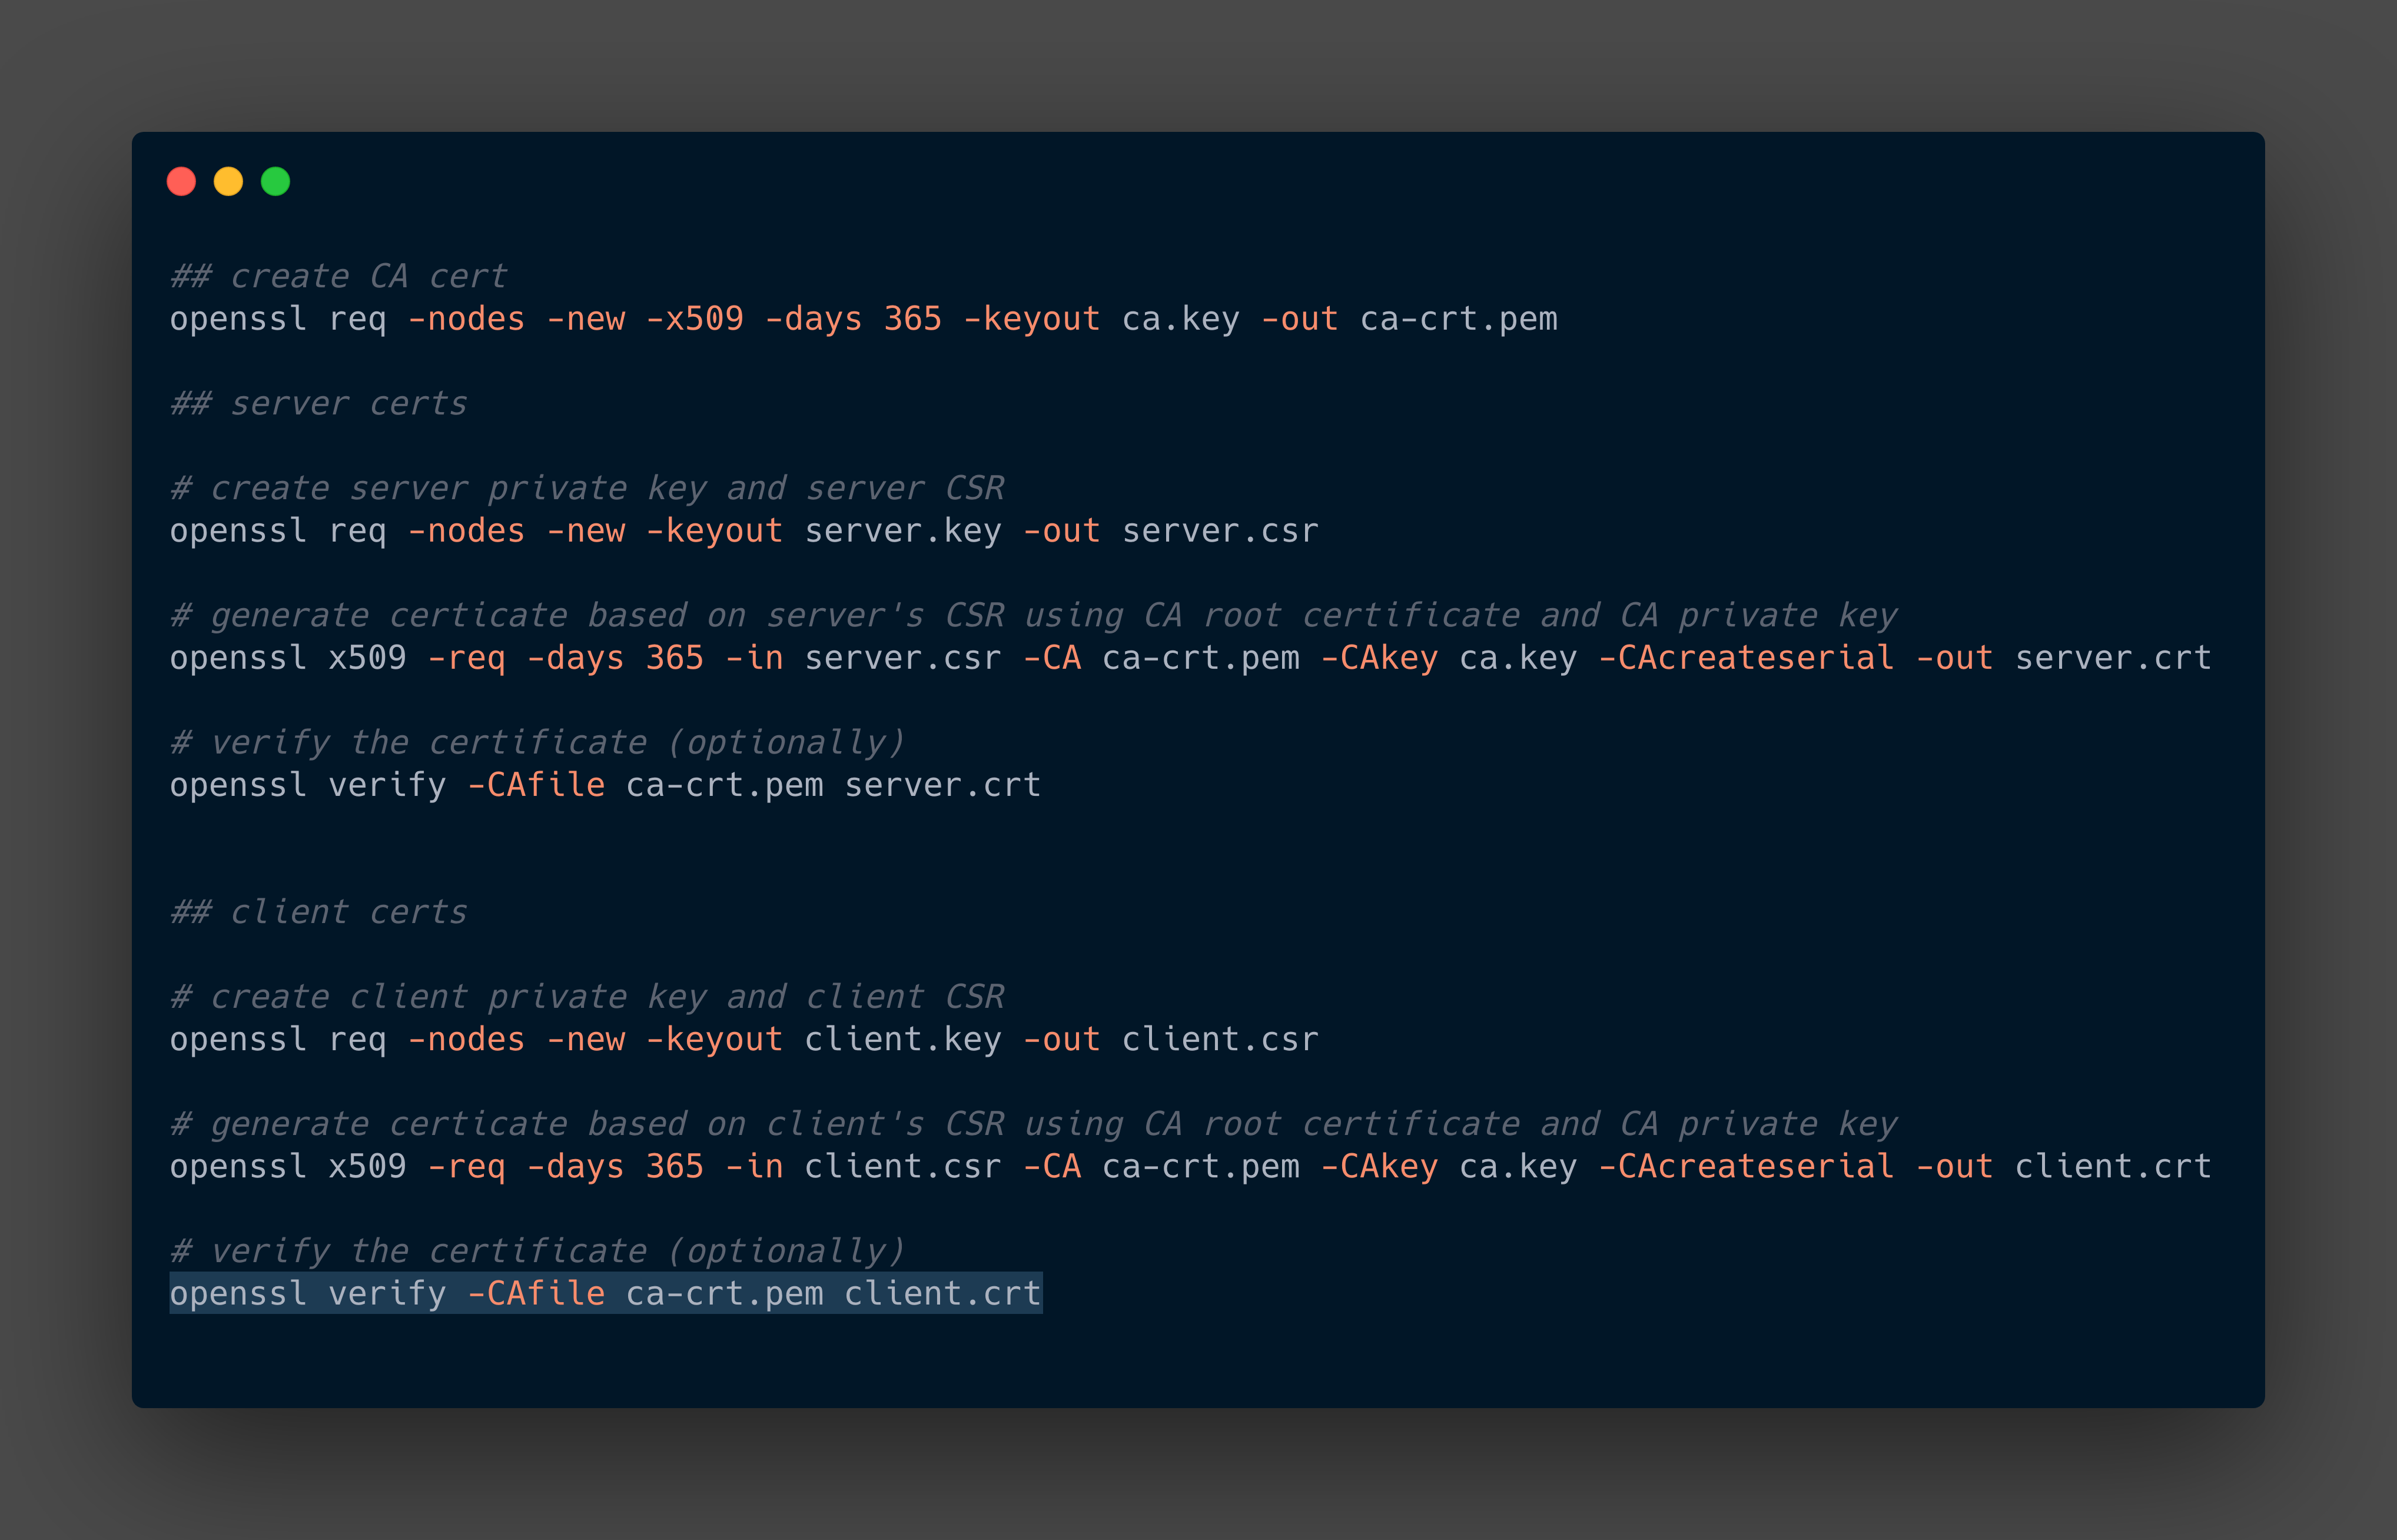 ## create CA cert
openssl req -nodes -new -x509 -days 365 -keyout ca.key -out ca-crt.pem
## server certs
# create server private key and server CSR
openssl req -nodes -new -keyout server.key -out server.csr
# generate certicate based on server's CSR using CA root certificate and CA private key
openssl x509 -req -days 365 -in server.csr -CA ca-crt.pem -CAkey ca.key -CAcreateserial -out server.crt
# verify the certificate (optionally)
openssl verify -CAfile ca-crt.pem server.crt
## client certs
# create client private key and client CSR
openssl req -nodes -new -keyout client.key -out client.csr
# generate certicate based on client's CSR using CA root certificate and CA private key
openssl x509 -req -days 365 -in client.csr -CA ca-crt.pem -CAkey ca.key -CAcreateserial -out client.crt
# verify the certificate (optionally)
openssl verify -CAfile ca-crt.pem client.crt